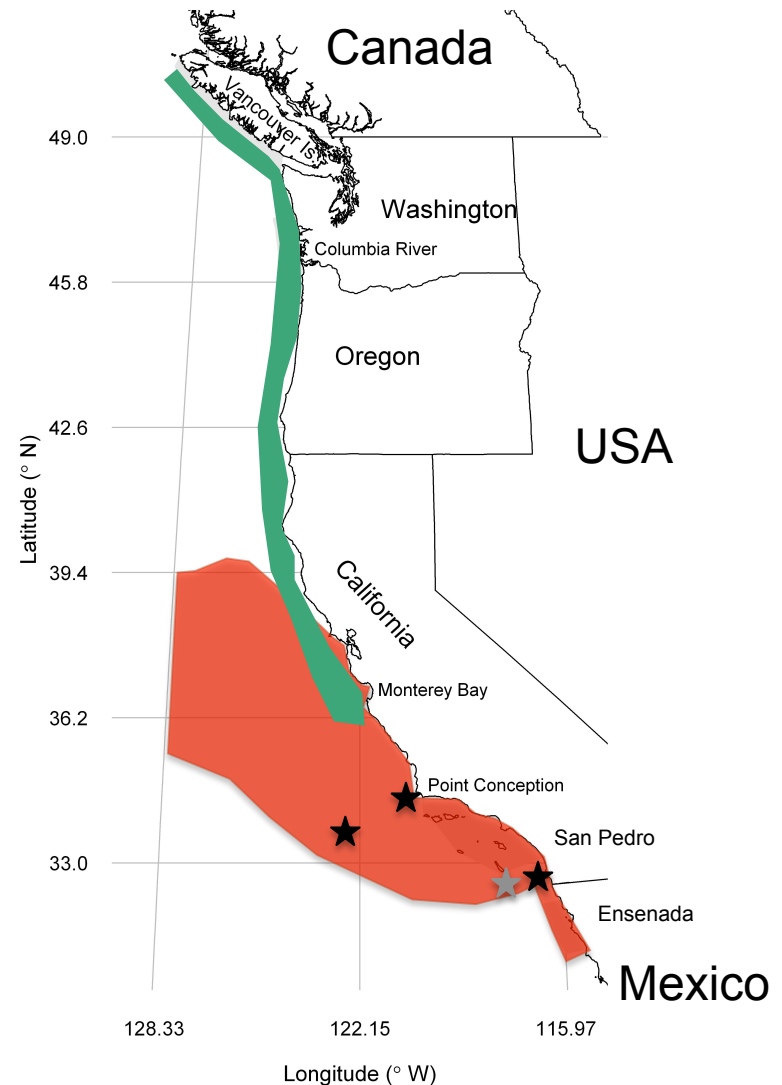 Canada
Vancouver Is.
49.0
Washington
Columbia River
45.8
Oregon
42.6
USA
Latitude (° N)
39.4
California
Monterey Bay
36.2
Point Conception
San Pedro
33.0
Ensenada
Mexico
128.33
122.15
115.97
Longitude (° W)